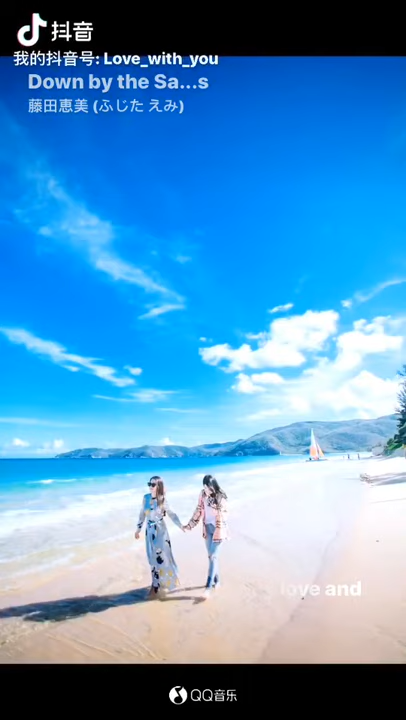 抖音
我的抖音号: Love_with_you
Down by the Sa...s
藤田恵美 (ふじた えみ)
love and
QQ音乐